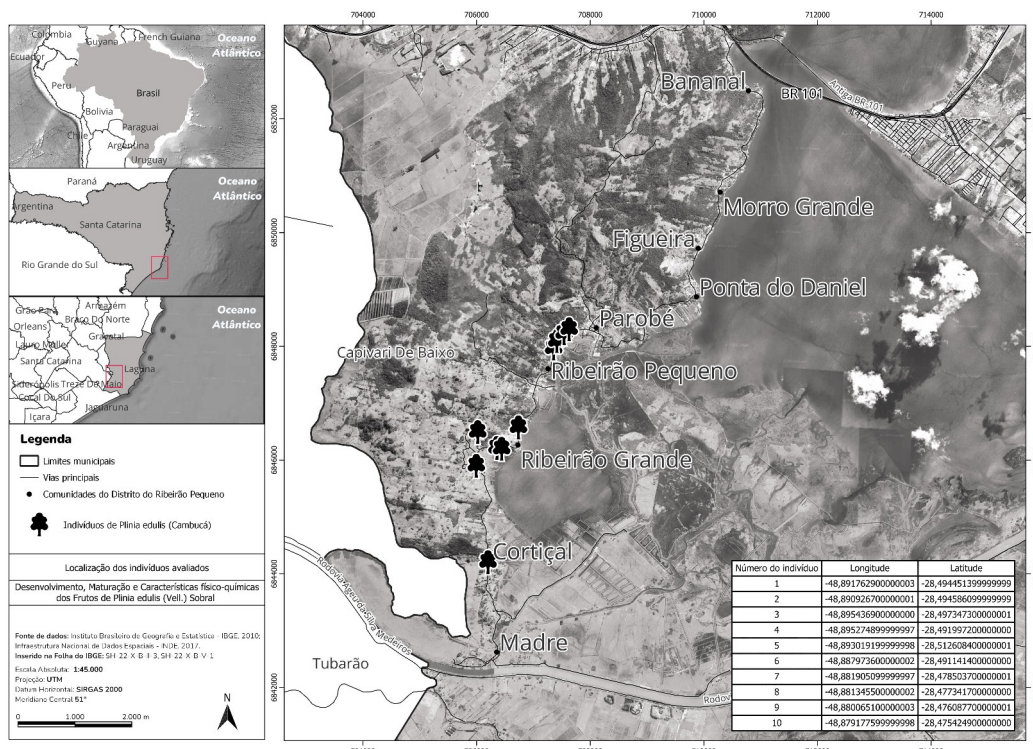 Colombia
Guyana
French Guiana
Oceano
Atlântico
Ecuador
Peru
Brasil
Bolivia
Paraguai
Chile
Argentina
Uruguay
Paraná
Oceano
Atlântico
Argentina
Santa Catarina
Rio Grande do Sul
Grão Pará
Armazém
Braço Do Norte
Oceano
Atlântico
Orleans
Gravatal
Lauro Müller
Santa Catarina
Laguna
Siderópolis
Treze De Maio
Cocal Do Sul
Jaguaruna
Içara
Legenda
Limites municipais
Vias principais
Comunidades do Distrito do Ribeirão Pequeno
Indivíduos de Plinia edulis (Cambucá)
Localização dos indivíduos avaliados
Desenvolvimento, Maturação e Características físico-químicas
dos Frutos de Plinia edulis (Vell.) Sobral
Fonte de dados: Instituto Brasileiro de Geografia e Estatística - IBGE, 2010;
Infraestrutura Nacional de Dados Espaciais - INDE, 2017.
Inserido na Folha do IBGE: SH-22-X-B-II-3, SH-22-X-B-V-1
Escala Absoluta: 1:45.000
Projeção: UTM
Datum Horizontal: SIRGAS 2000
Meridiano Central 51°
0 1.000 2.000 m
N
704000 706000 708000 710000 712000 714000
6852000
6850000
6848000
6846000
6844000
6842000
Bananal
BR 101
Antiga BR-101
Morro Grande
Figueira
Ponta do Daniel
Parobé
Capivari De Baixo
Ribeirão Pequeno
Ribeirão Grande
Cortiçal
Rodovia Ageu da Silva Medeiros
Madre
Tubarão
Número do indivíduo Longitude Latitude
1 -48,891762900000003 -28,494451399999999
2 -48,890926700000001 -28,494586099999999
3 -48,895436900000000 -28,497347300000001
4 -48,895274899999997 -28,491997200000000
5 -48,893019199999998 -28,512608400000001
6 -48,887973600000002 -28,491141400000000
7 -48,881905099999997 -28,478503700000001
8 -48,881345500000002 -28,477341700000000
9 -48,880065100000003 -28,476087700000001
10 -48,879177599999998 -28,475424900000000